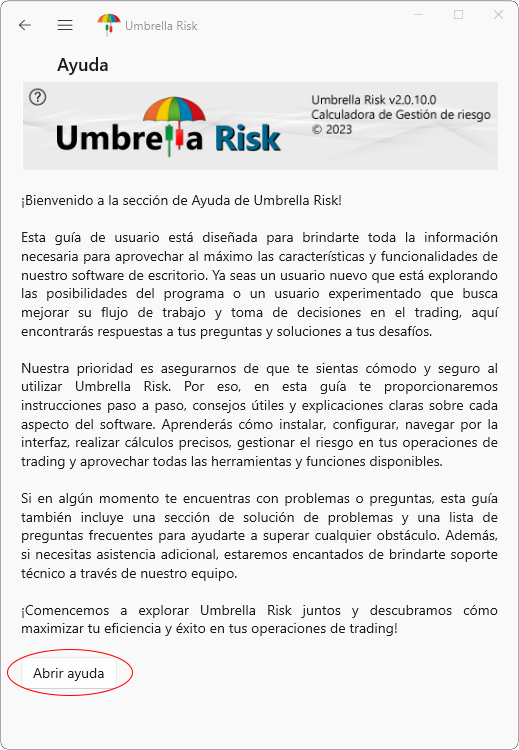 Umbrella Risk
Ayuda
Umbrella Risk
Umbrella Risk v2.0.10.0
Calculadora de Gestión de riesgo
© 2023
¡Bienvenido a la sección de Ayuda de Umbrella Risk!
Esta guía de usuario está diseñada para brindarte toda la información
necesaria para aprovechar al máximo las características y funcionalidades de
nuestro software de escritorio. Ya seas un usuario nuevo que está explorando
las posibilidades del programa o un usuario experimentado que busca
mejorar su flujo de trabajo y toma de decisiones en el trading, aquí
encontrarás respuestas a tus preguntas y soluciones a tus desafíos.
Nuestra prioridad es asegurarnos de que te sientas cómodo y seguro al
utilizar Umbrella Risk. Por eso, en esta guía te proporcionaremos
instrucciones paso a paso, consejos útiles y explicaciones claras sobre cada
aspecto del software. Aprenderás cómo instalar, configurar, navegar por la
interfaz, realizar cálculos precisos, gestionar el riesgo en tus operaciones de
trading y aprovechar todas las herramientas y funciones disponibles.
Si en algún momento te encuentras con problemas o preguntas, esta guía
también incluye una sección de solución de problemas y una lista de
preguntas frecuentes para ayudarte a superar cualquier obstáculo. Además,
si necesitas asistencia adicional, estaremos encantados de brindarte soporte
técnico a través de nuestro equipo.
¡Comencemos a explorar Umbrella Risk juntos y descubramos cómo
maximizar tu eficiencia y éxito en tus operaciones de trading!
Abrir ayuda